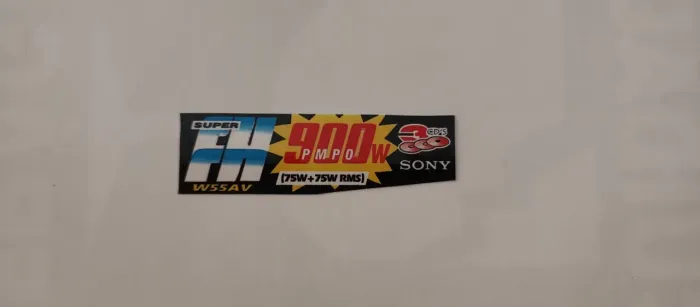 SUPER
FH
W55AV
900W
PMPO
[75W+75W RMS]
3 CD'S
SONY